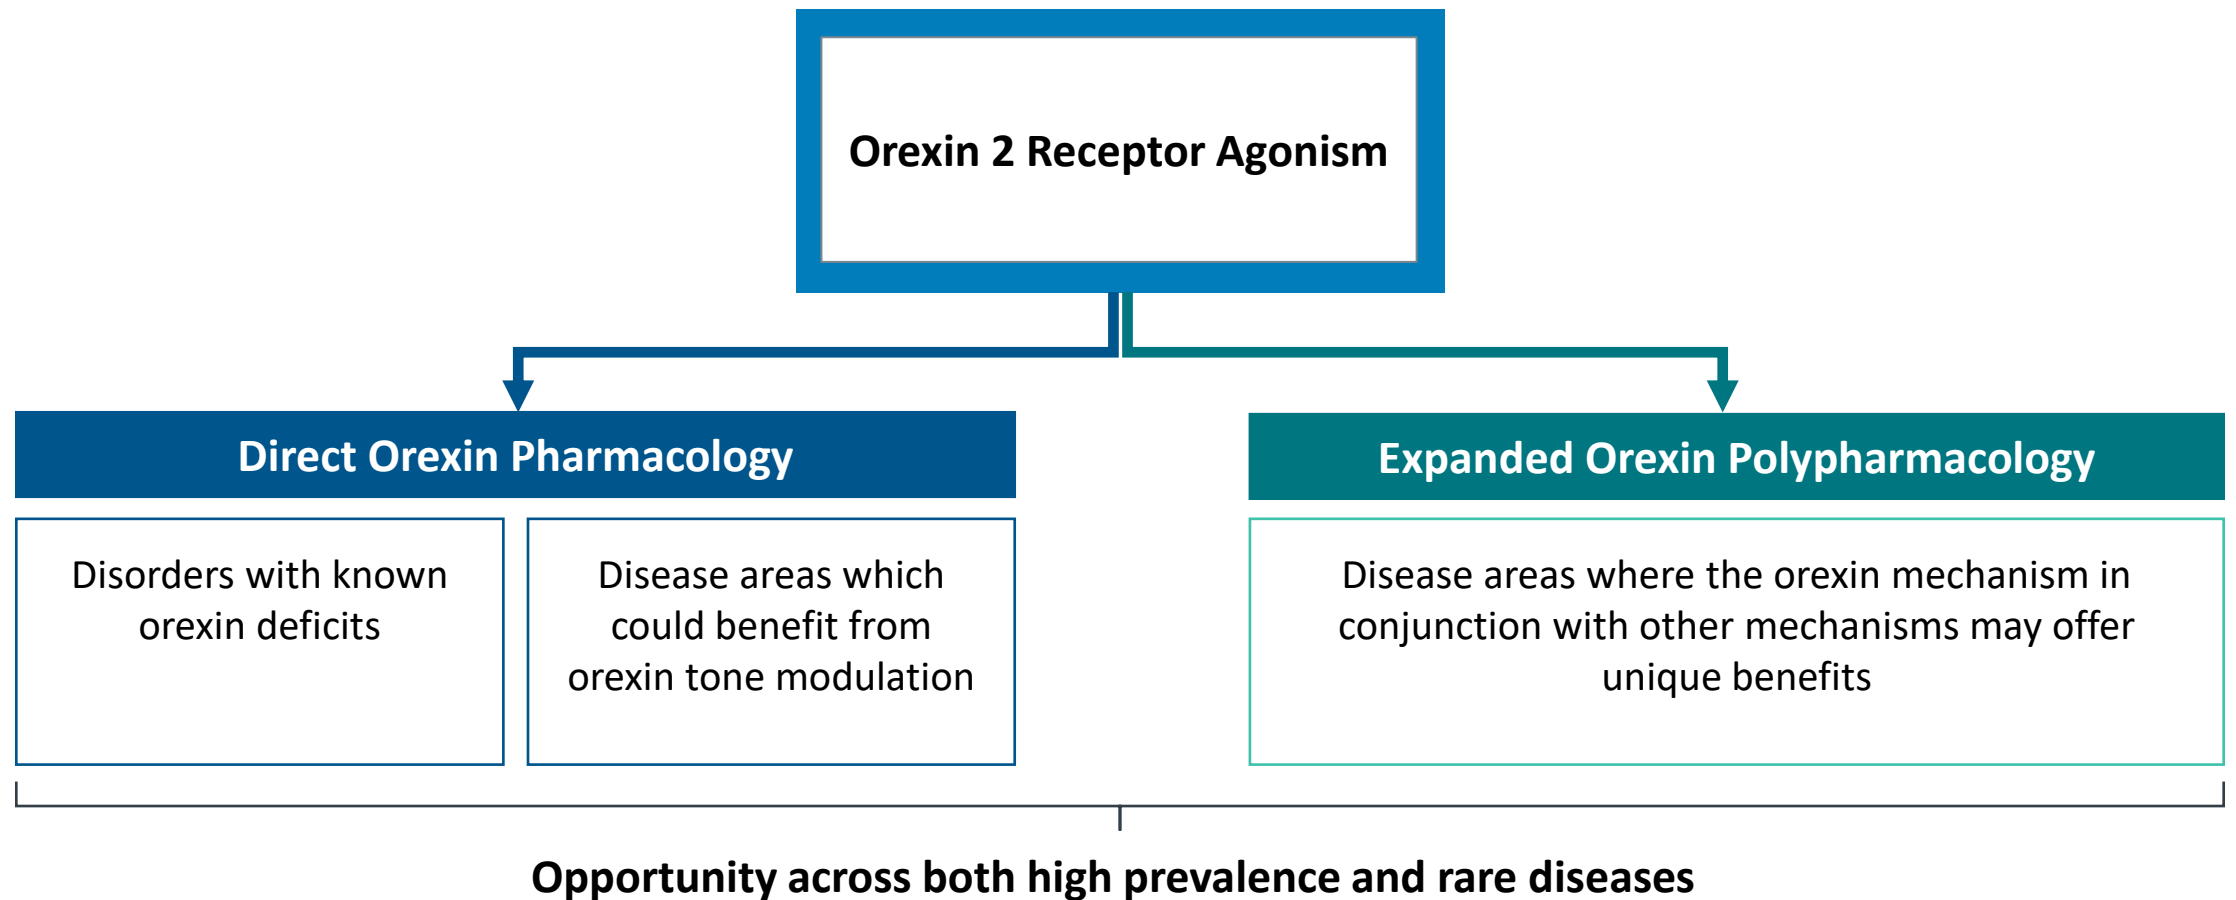 Orexin 2 Receptor Agonism
Direct Orexin Pharmacology
Disorders with known
orexin deficits
Disease areas which
could benefit from
orexin tone modulation
Expanded Orexin Polypharmacology
Disease areas where the orexin mechanism in
conjunction with other mechanisms may offer
unique benefits
Opportunity across both high prevalence and rare diseases